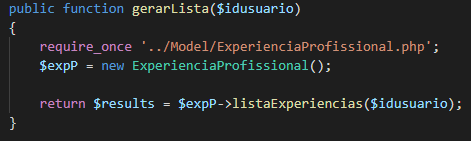 public function gerarLista($idusuario)
{
    require_once '../Model/ExperienciaProfissional.php';
    $expP = new ExperienciaProfissional();

    return $results = $expP->listaExperiencias($idusuario);
}